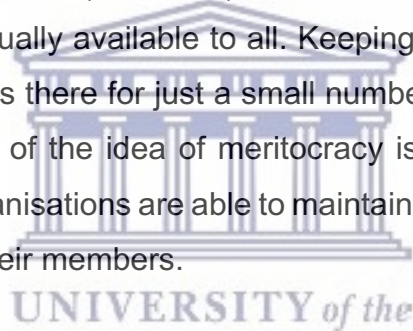 ually available to all. Keeping
s there for just a small numbe
of the idea of meritocracy is
anisations are able to maintain
eir members.
UNIVERSITY of the